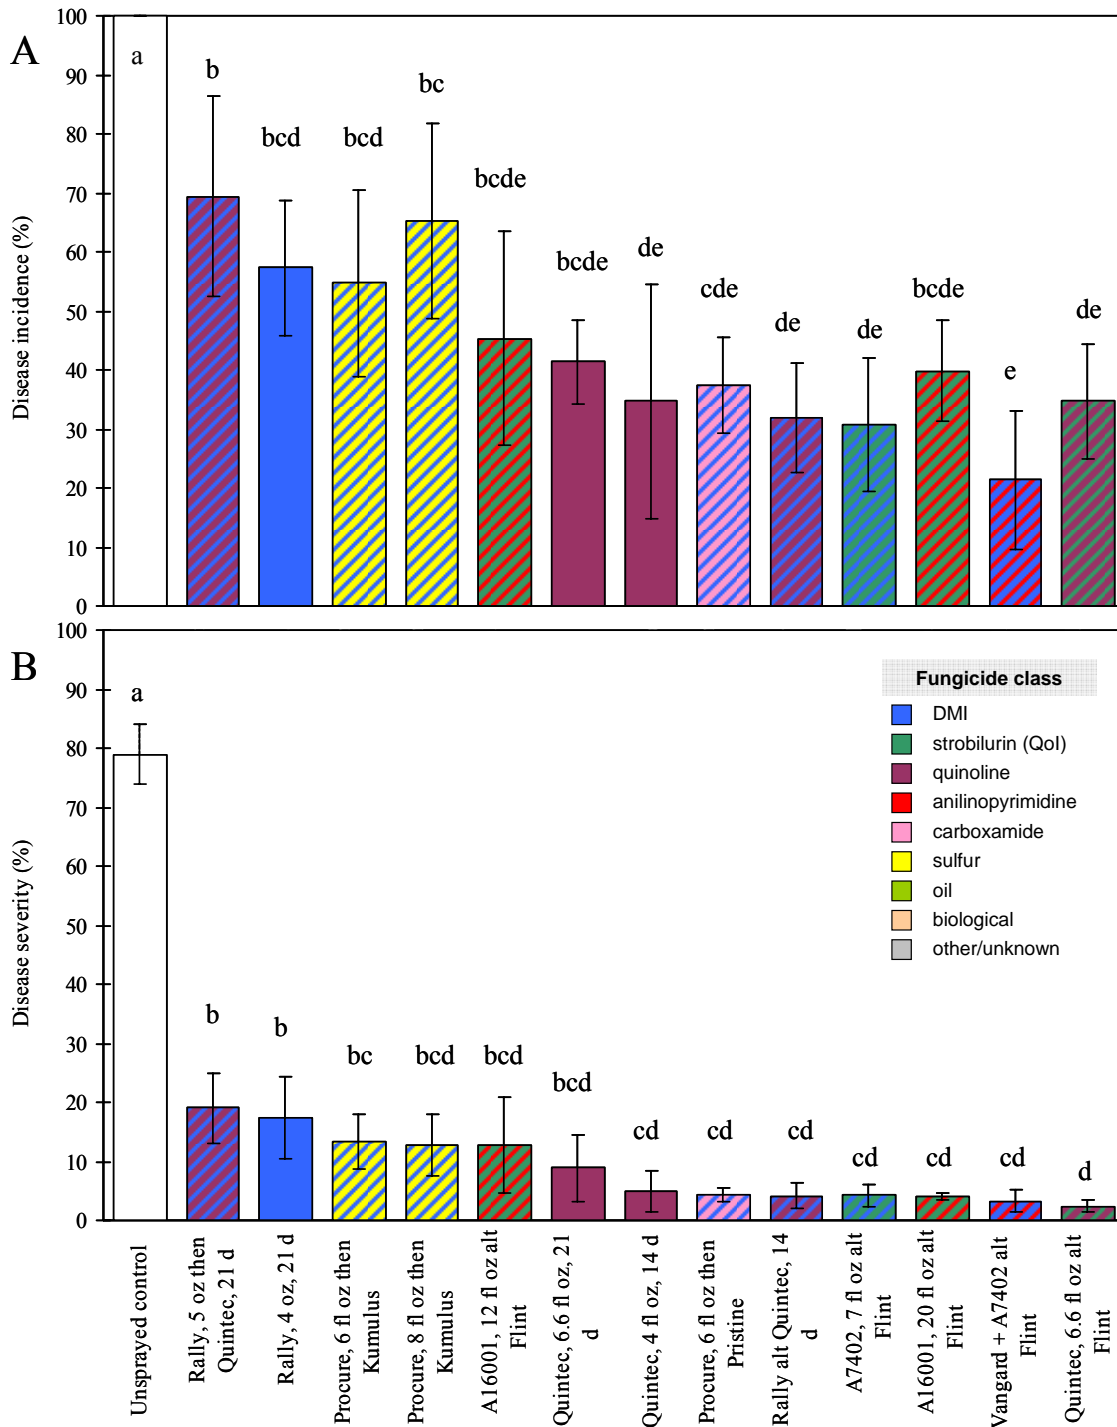 A
100
90
80
70
60
50
40
30
20
10
0
Disease incidence (%)
a
b
bcd
bcd
bc
bcde
bcde
de
cde
de
de
bcde
e
de
B
100
90
80
70
60
50
40
30
20
10
0
Disease severity (%)
a
b
b
bc
bcd
bcd
bcd
cd
cd
cd
cd
cd
cd
d
Fungicide class
DMI
strobilurin (QoI)
quinoline
anilinopyrimidine
carboxamide
sulfur
oil
biological
other/unknown
Unsprayed control
Rally, 5 oz then
Quintec, 21 d
Rally, 4 oz, 21 d
Procure, 6 fl oz then
Kumulus
Procure, 8 fl oz then
Kumulus
A16001, 12 fl oz alt
Flint
Quintec, 6.6 fl oz, 21
d
Quintec, 4 fl oz, 14 d
Procure, 6 fl oz then
Pristine
Rally alt Quintec, 14
d
A7402, 7 fl oz alt
Flint
A16001, 20 fl oz alt
Flint
Vangard + A7402 alt
Flint
Quintec, 6.6 fl oz alt
Flint